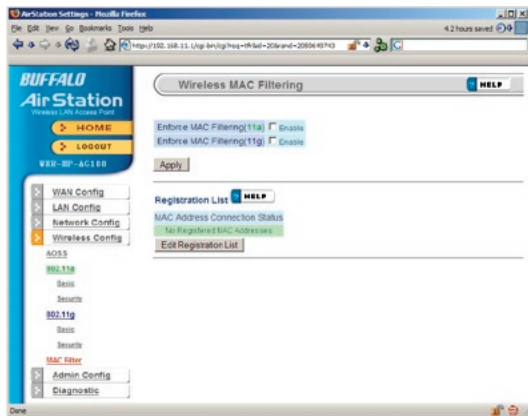 AirStation Settings - Mozilla Firefox
File Edit View Go Bookmarks Tools Help
4.2 hours saved
BUFFALO
AirStation
Wireless LAN Access Point
HOME
LOGOUT
WZR-HP-AG108
WAN Config
LAN Config
Network Config
Wireless Config
AOSS
802.11a
Basic
Security
802.11g
Basic
Security
MAC Filter
Admin Config
Diagnostic
Wireless MAC Filtering
HELP
Enforce MAC Filtering(11a) Enable
Enforce MAC Filtering(11g) Enable
Apply
Registration List HELP
MAC Address Connection Status
No Registered MAC Addresses
Edit Registration List
Done